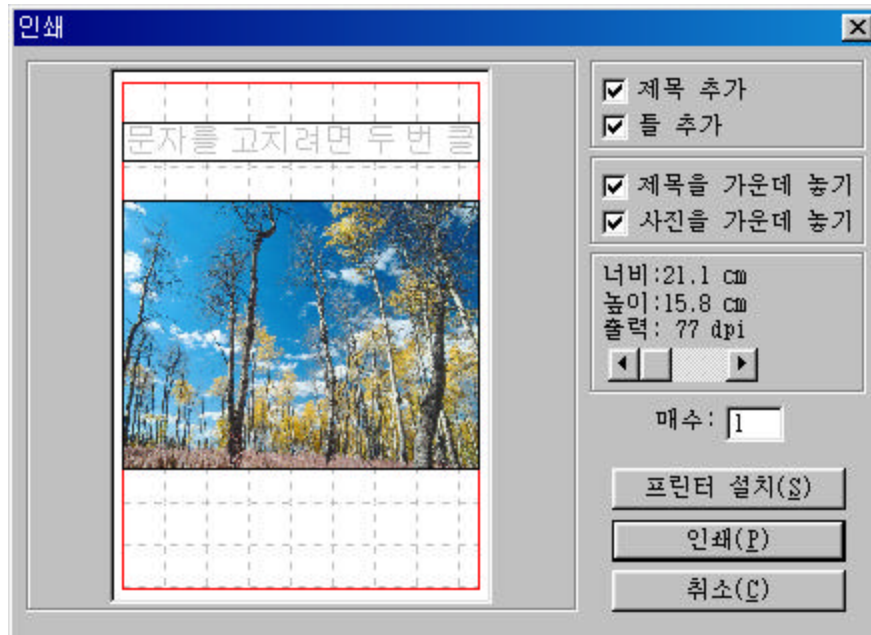 인쇄
문자를 고치려면 두 번 클
제목 추가
틀 추가
제목을 가운데 놓기
사진을 가운데 놓기
너비:21.1 cm
높이:15.8 cm
출력: 77 dpi
매수: 1
프린터 설치(S)
인쇄(P)
취소(C)